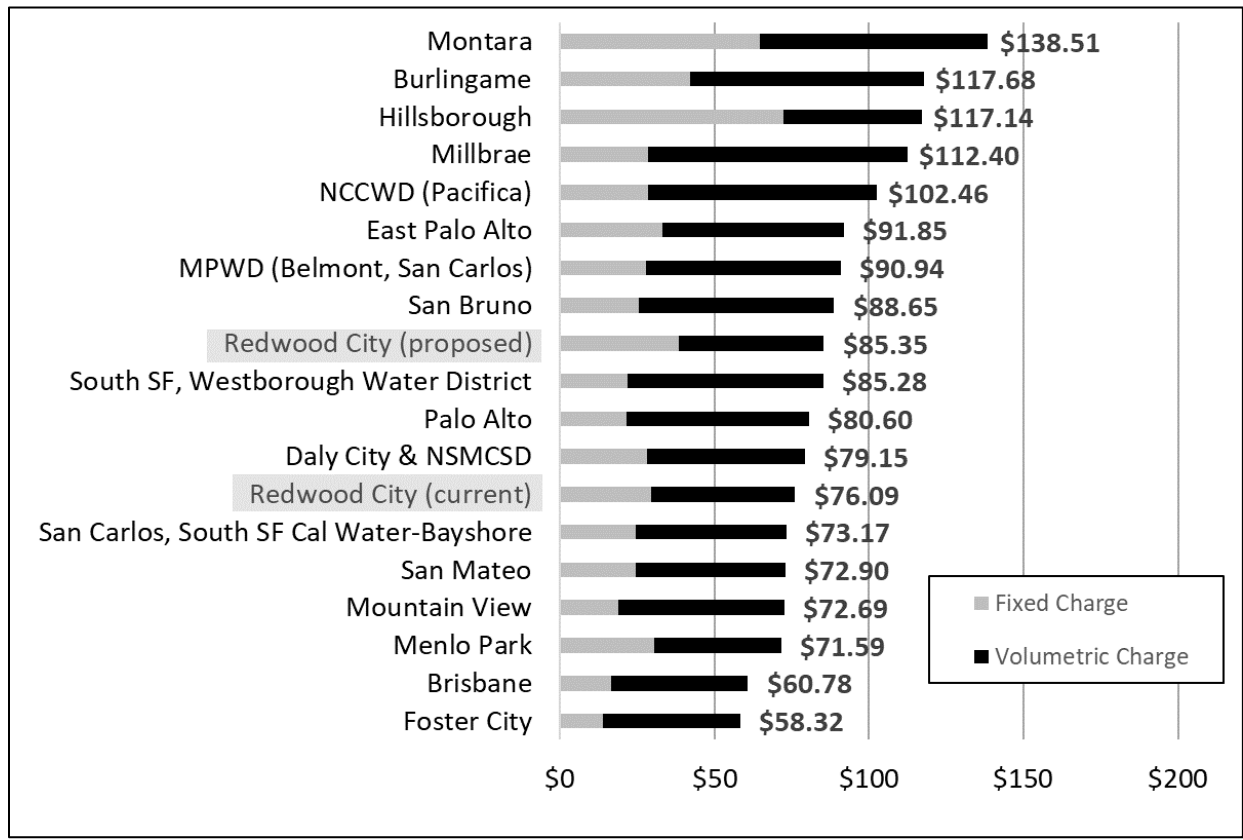 Montara $138.51
Burlingame $117.68
Hillsborough $117.14
Millbrae $112.40
NCCWD (Pacifica) $102.46
East Palo Alto $91.85
MPWD (Belmont, San Carlos) $90.94
San Bruno $88.65
Redwood City (proposed) $85.35
South SF, Westborough Water District $85.28
Palo Alto $80.60
Daly City & NSMCSD $79.15
Redwood City (current) $76.09
San Carlos, South SF Cal Water-Bayshore $73.17
San Mateo $72.90
Mountain View $72.69
Menlo Park $71.59
Brisbane $60.78
Foster City $58.32
Fixed Charge
Volumetric Charge
$0 $50 $100 $150 $200